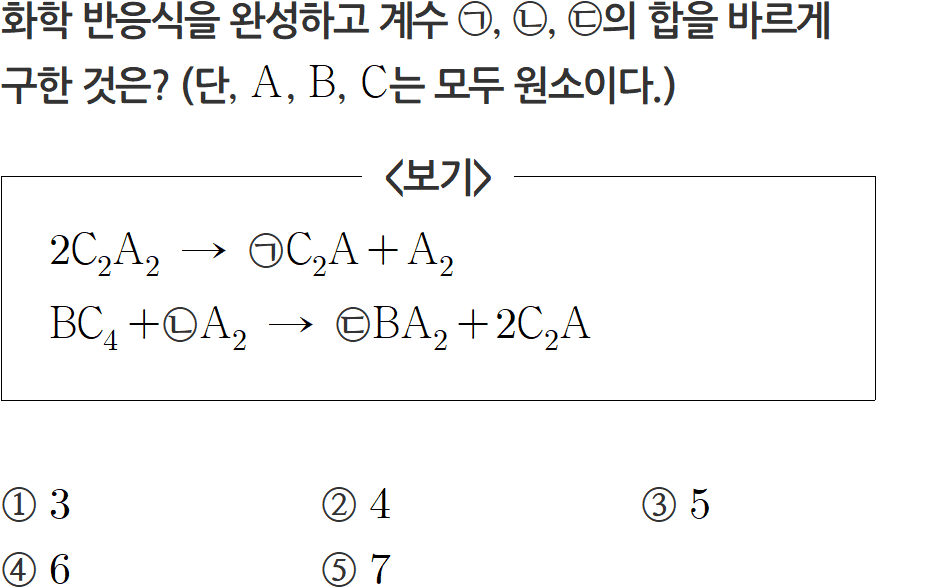 화학 반응식을 완성하고 계수 ㉠, ㉡, ㉢의 합을 바르게
구한 것은? (단, A, B, C는 모두 원소이다.)
<보기>
2C₂A₂ → ㉠C₂A + A₂
BC₄ + ㉡A₂ → ㉢BA₂ + 2C₂A
① 3 ② 4 ③ 5
④ 6 ⑤ 7